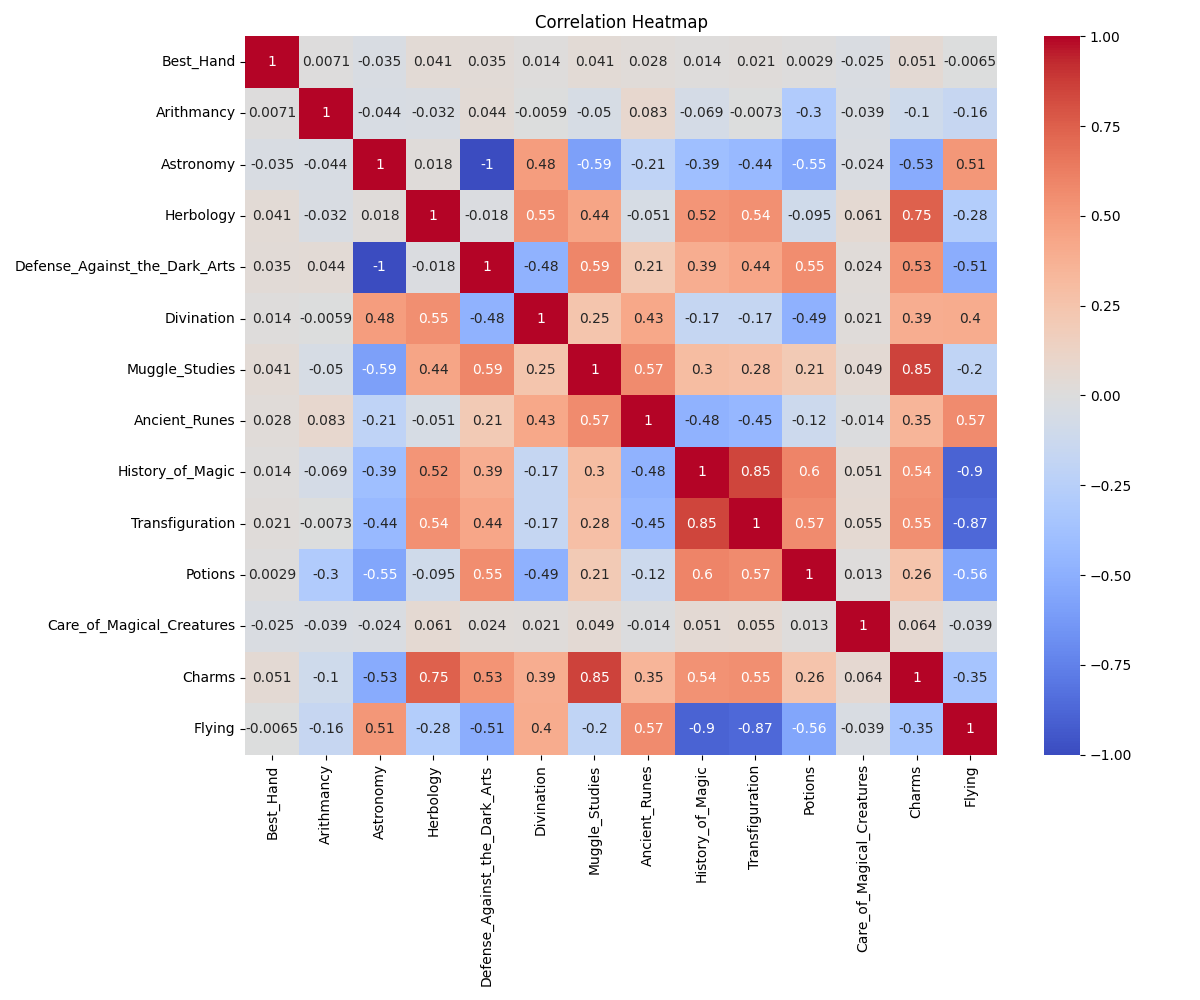 Correlation Heatmap
Best_Hand 1 0.0071 -0.035 0.041 0.035 0.014 0.041 0.028 0.014 0.021 0.0029 -0.025 0.051 -0.0065
Arithmancy 0.0071 1 -0.044 -0.032 0.044 -0.0059 -0.05 0.083 -0.069 -0.0073 -0.3 -0.039 -0.1 -0.16
Astronomy -0.035 -0.044 1 0.018 -1 0.48 -0.59 -0.21 -0.39 -0.44 -0.55 -0.024 -0.53 0.51
Herbology 0.041 -0.032 0.018 1 -0.018 0.55 0.44 -0.051 0.52 0.54 -0.095 0.061 0.75 -0.28
Defense_Against_the_Dark_Arts 0.035 0.044 -1 -0.018 1 -0.48 0.59 0.21 0.39 0.44 0.55 0.024 0.53 -0.51
Divination 0.014 -0.0059 0.48 0.55 -0.48 1 0.25 0.43 -0.17 -0.17 -0.49 0.021 0.39 0.4
Muggle_Studies 0.041 -0.05 -0.59 0.44 0.59 0.25 1 0.57 0.3 0.28 0.21 0.049 0.85 -0.2
Ancient_Runes 0.028 0.083 -0.21 -0.051 0.21 0.43 0.57 1 -0.48 -0.45 -0.12 -0.014 0.35 0.57
History_of_Magic 0.014 -0.069 -0.39 0.52 0.39 -0.17 0.3 -0.48 1 0.85 0.6 0.051 0.54 -0.9
Transfiguration 0.021 -0.0073 -0.44 0.54 0.44 -0.17 0.28 -0.45 0.85 1 0.57 0.055 0.55 -0.87
Potions 0.0029 -0.3 -0.55 -0.095 0.55 -0.49 0.21 -0.12 0.6 0.57 1 0.013 0.26 -0.56
Care_of_Magical_Creatures -0.025 -0.039 -0.024 0.061 0.024 0.021 0.049 -0.014 0.051 0.055 0.013 1 0.064 -0.039
Charms 0.051 -0.1 -0.53 0.75 0.53 0.39 0.85 0.35 0.54 0.55 0.26 0.064 1 -0.35
Flying -0.0065 -0.16 0.51 -0.28 -0.51 0.4 -0.2 0.57 -0.9 -0.87 -0.56 -0.039 -0.35 1
Best_Hand
Arithmancy
Astronomy
Herbology
Defense_Against_the_Dark_Arts
Divination
Muggle_Studies
Ancient_Runes
History_of_Magic
Transfiguration
Potions
Care_of_Magical_Creatures
Charms
Flying
1.00
0.75
0.50
0.25
0.00
−0.25
−0.50
−0.75
−1.00